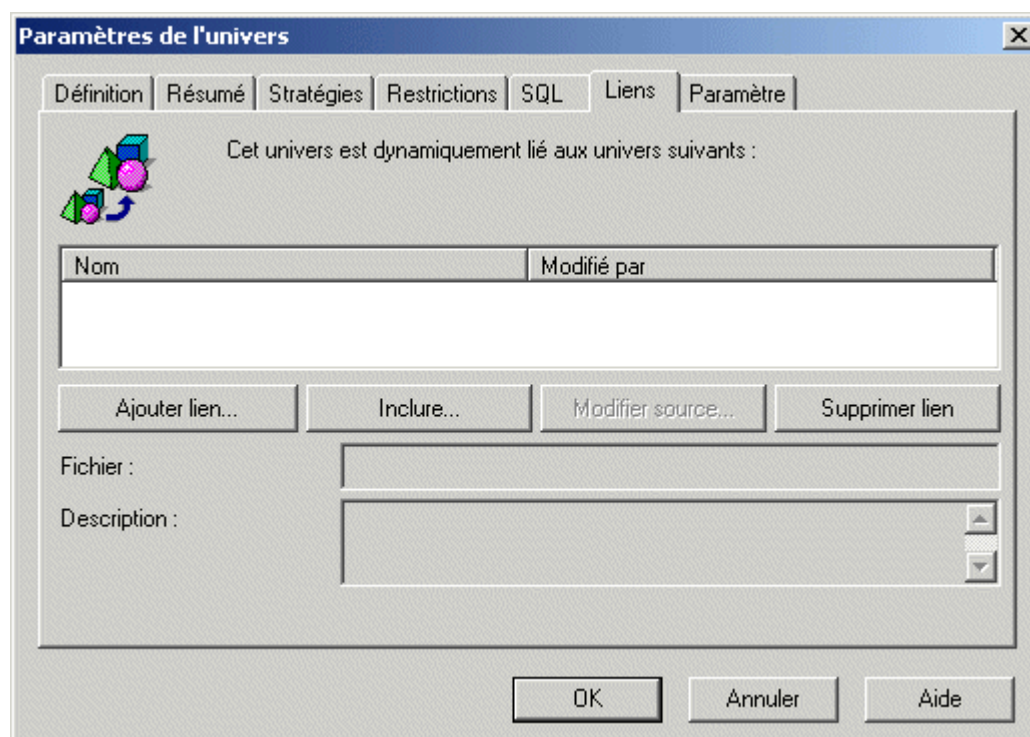 Paramètres de l'univers
Définition Résumé Stratégies Restrictions SQL Liens Paramètre
Cet univers est dynamiquement lié aux univers suivants :
Nom Modifié par
Ajouter lien... Inclure... Modifier source... Supprimer lien
Fichier :
Description :
OK Annuler Aide